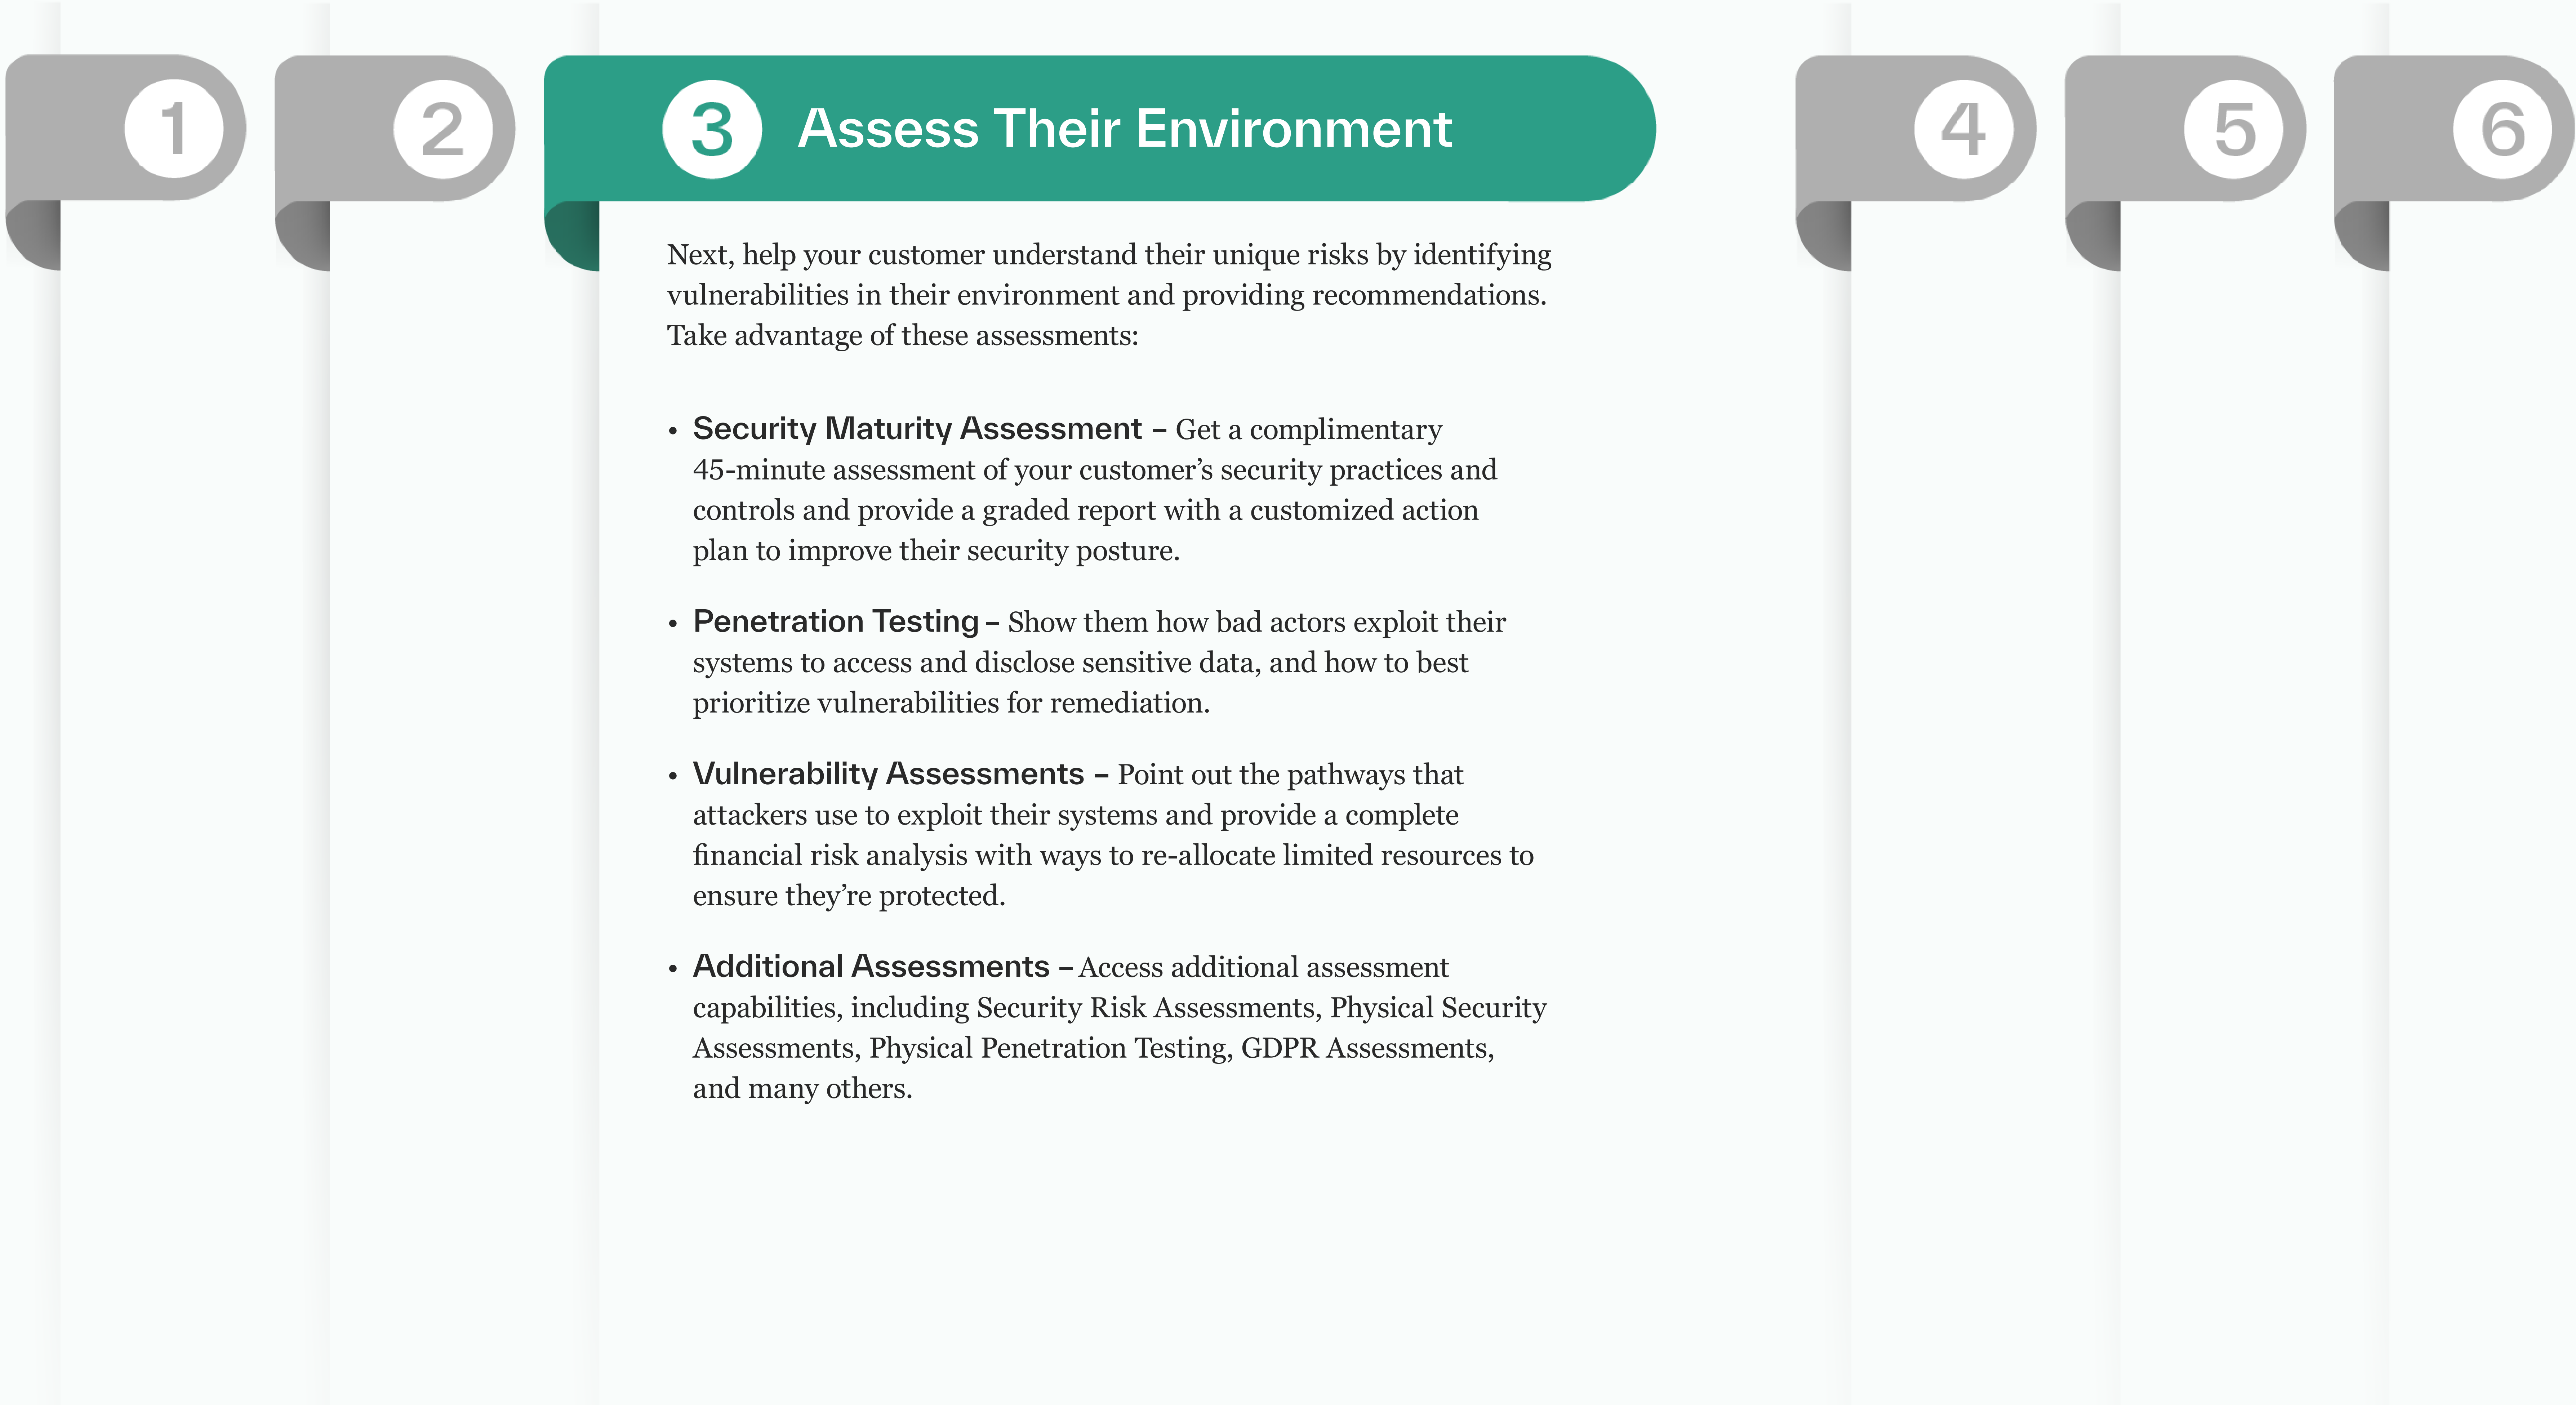 1
2
3 Assess Their Environment
4
5
6
Next, help your customer understand their unique risks by identifying
vulnerabilities in their environment and providing recommendations.
Take advantage of these assessments:
• Security Maturity Assessment – Get a complimentary
45-minute assessment of your customer’s security practices and
controls and provide a graded report with a customized action
plan to improve their security posture.
• Penetration Testing – Show them how bad actors exploit their
systems to access and disclose sensitive data, and how to best
prioritize vulnerabilities for remediation.
• Vulnerability Assessments – Point out the pathways that
attackers use to exploit their systems and provide a complete
financial risk analysis with ways to re-allocate limited resources to
ensure they’re protected.
• Additional Assessments – Access additional assessment
capabilities, including Security Risk Assessments, Physical Security
Assessments, Physical Penetration Testing, GDPR Assessments,
and many others.